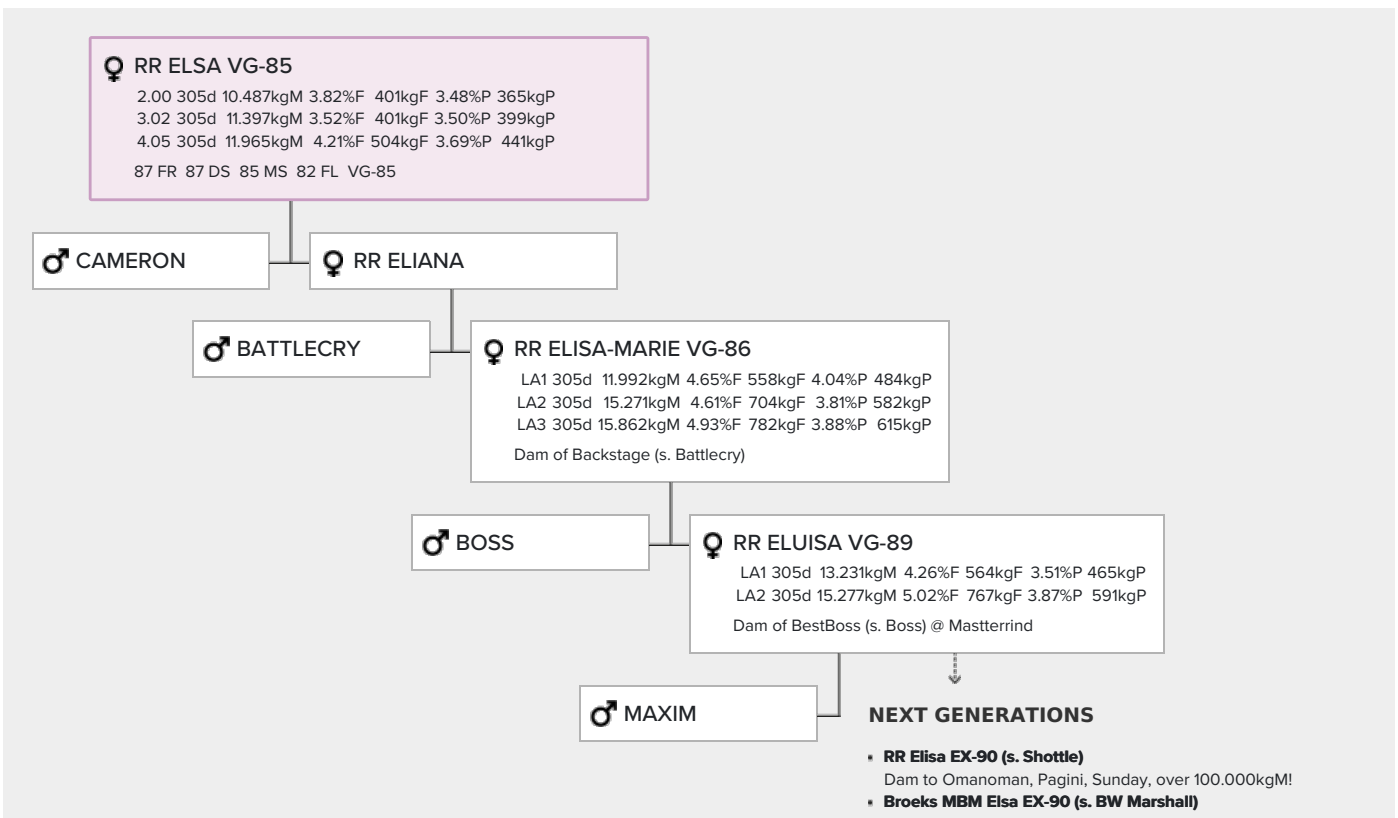 RR ELSA VG-85
2.00 305d 10.487kgM 3.82%F 401kgF 3.48%P 365kgP
3.02 305d 11.397kgM 3.52%F 401kgF 3.50%P 399kgP
4.05 305d 11.965kgM 4.21%F 504kgF 3.69%P 441kgP
87 FR 87 DS 85 MS 82 FL VG-85
CAMERON
RR ELIANA
BATTLECRY
RR ELISA-MARIE VG-86
LA1 305d 11.992kgM 4.65%F 558kgF 4.04%P 484kgP
LA2 305d 15.271kgM 4.61%F 704kgF 3.81%P 582kgP
LA3 305d 15.862kgM 4.93%F 782kgF 3.88%P 615kgP
Dam of Backstage (s. Battlecry)
BOSS
RR ELUISA VG-89
LA1 305d 13.231kgM 4.26%F 564kgF 3.51%P 465kgP
LA2 305d 15.277kgM 5.02%F 767kgF 3.87%P 591kgP
Dam of BestBoss (s. Boss) @ Mastterrind
MAXIM
NEXT GENERATIONS
▪ RR Elisa EX-90 (s. Shottle)
Dam to Omanoman, Pagini, Sunday, over 100.000kgM!
▪ Broeks MBM Elsa EX-90 (s. BW Marshall)